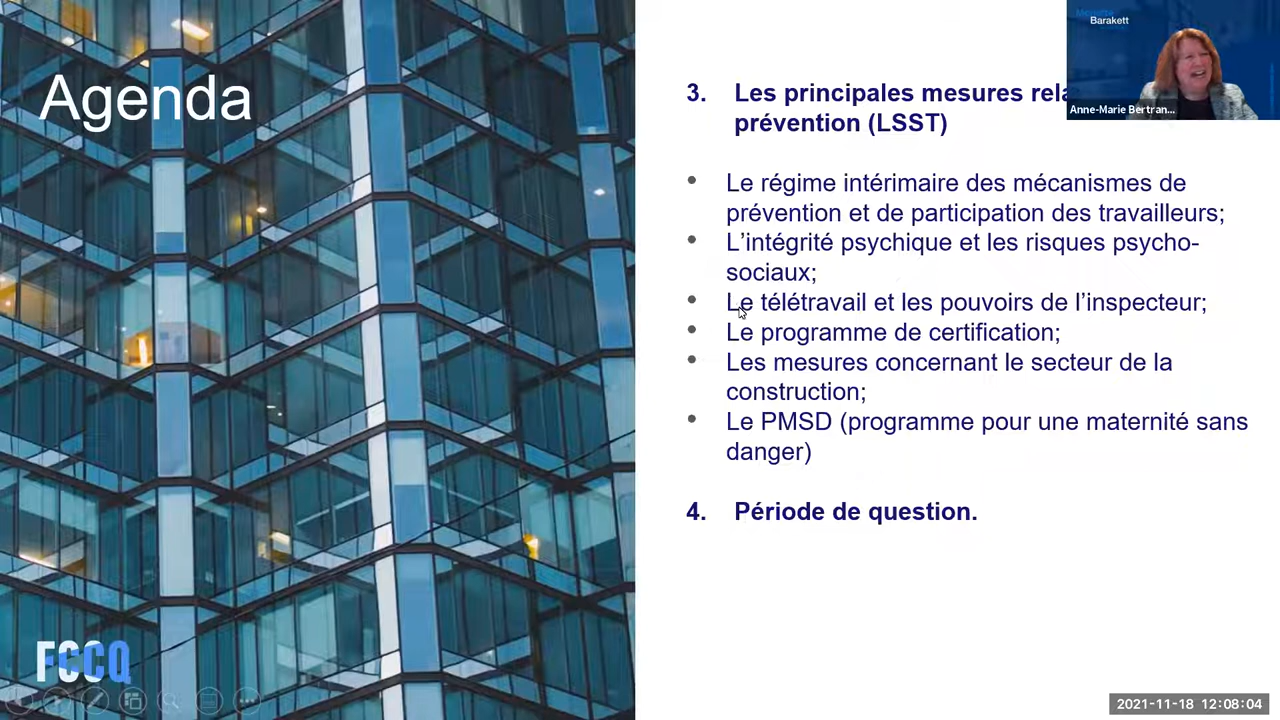 Agenda
3. Les principales mesures
prévention (LSST)
• Le régime intérimaire des mécanismes de
prévention et de participation des travailleurs;
• L’intégrité psychique et les risques psycho-
sociaux;
• Le télétravail et les pouvoirs de l’inspecteur;
• Le programme de certification;
• Les mesures concernant le secteur de la
construction;
• Le PMSD (programme pour une maternité sans
danger)
4. Période de question.
Barakett
Anne-Marie Bertran...
FCCQ
2021-11-18 12:08:04